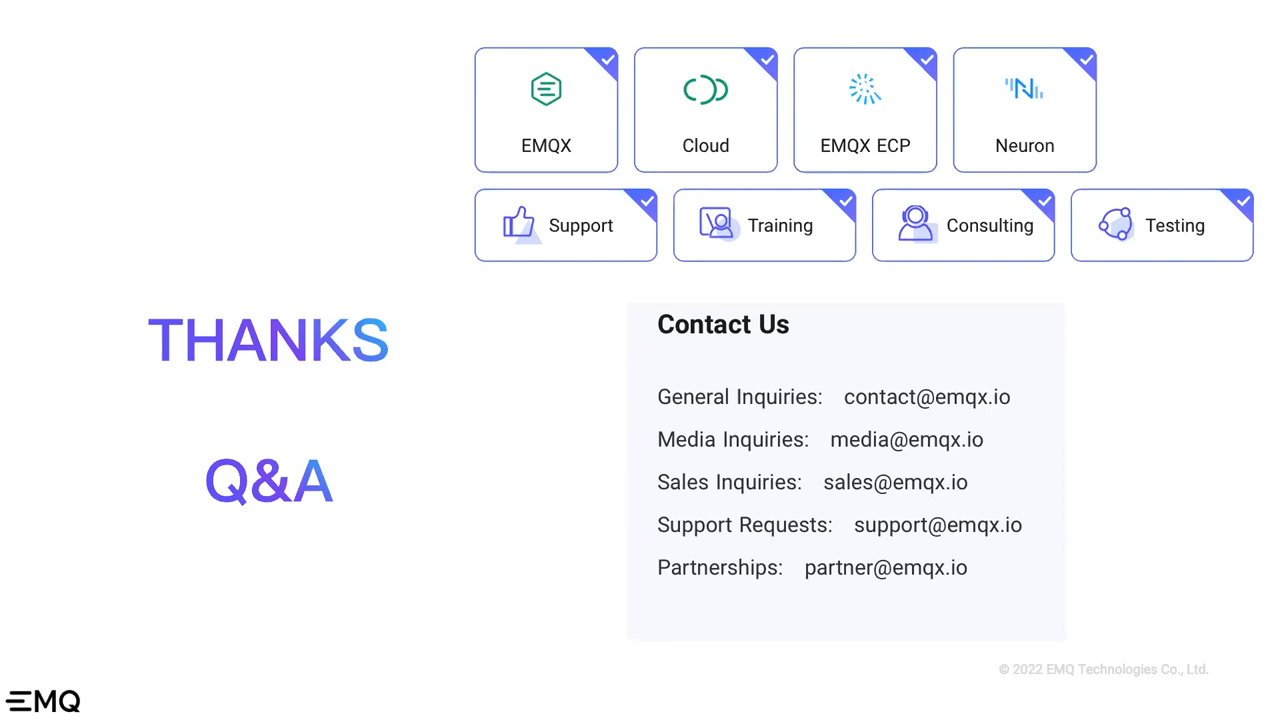 EMQX
Cloud
EMQX ECP
Neuron
Support
Training
Consulting
Testing
THANKS
Q&A
Contact Us
General Inquiries: contact@emqx.io
Media Inquiries: media@emqx.io
Sales Inquiries: sales@emqx.io
Support Requests: support@emqx.io
Partnerships: partner@emqx.io
© 2022 EMQ Technologies Co., Ltd.
EMQ